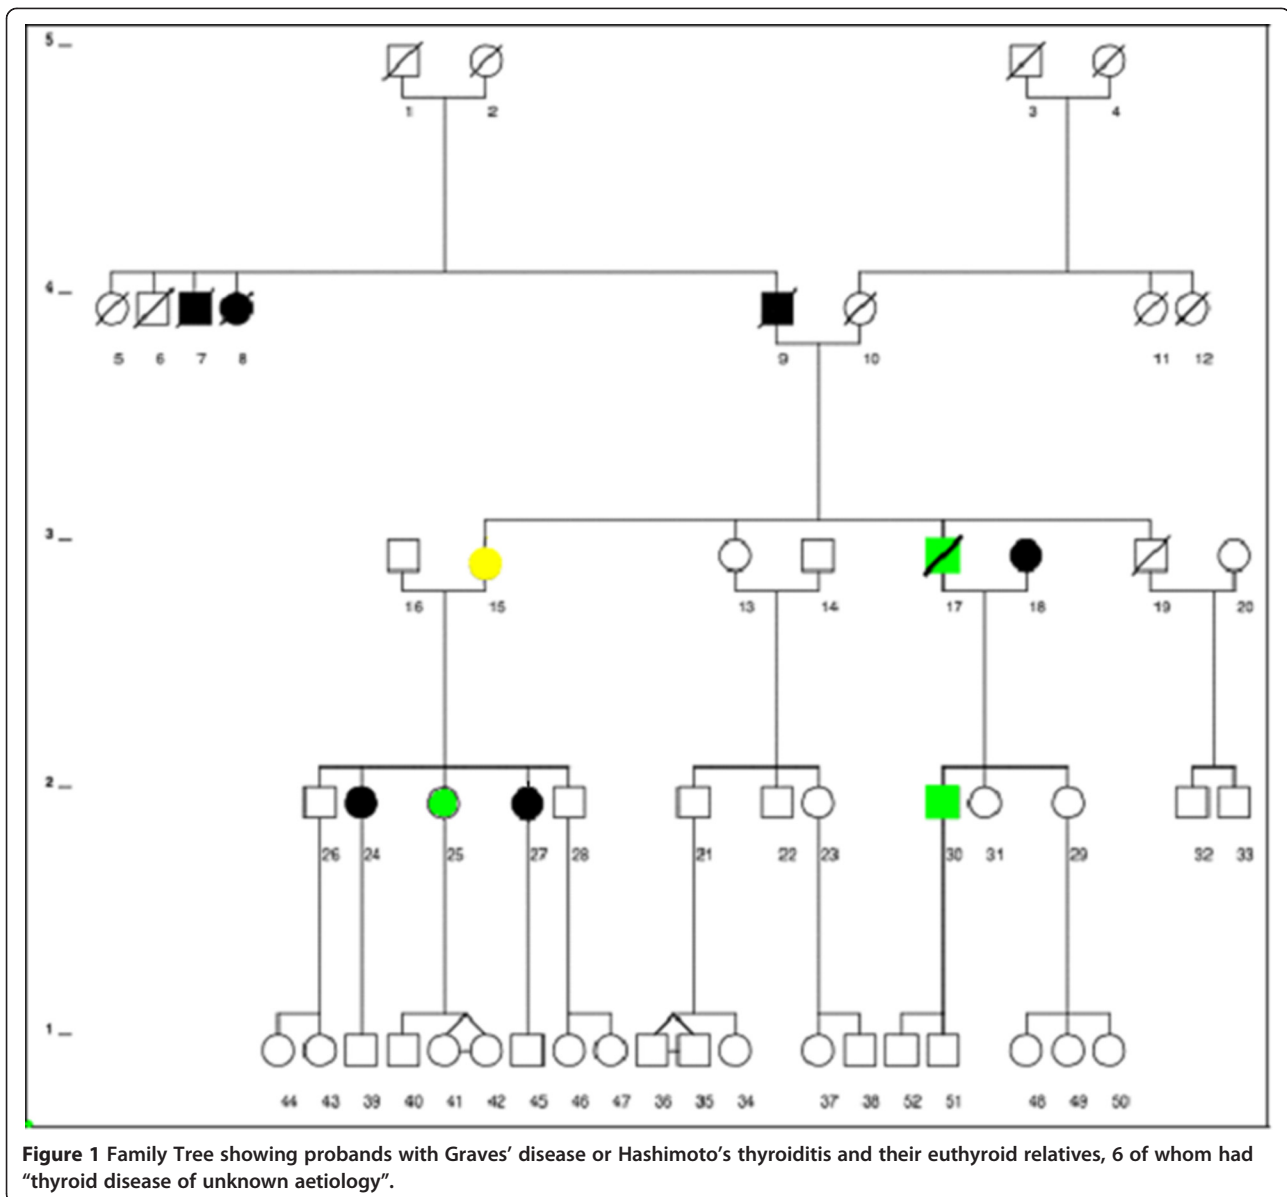 5
1 2 3 4
4
5 6 7 8 9 10 11 12
3
16 15 13 14 17 18 19 20
2
26 24 25 27 28 21 22 23 30 31 29 32 33
1
44 43 39 40 41 42 45 46 47 36 35 34 37 38 52 51 48 49 50
Figure 1 Family Tree showing probands with Graves’ disease or Hashimoto’s thyroiditis and their euthyroid relatives, 6 of whom had
“thyroid disease of unknown aetiology”.